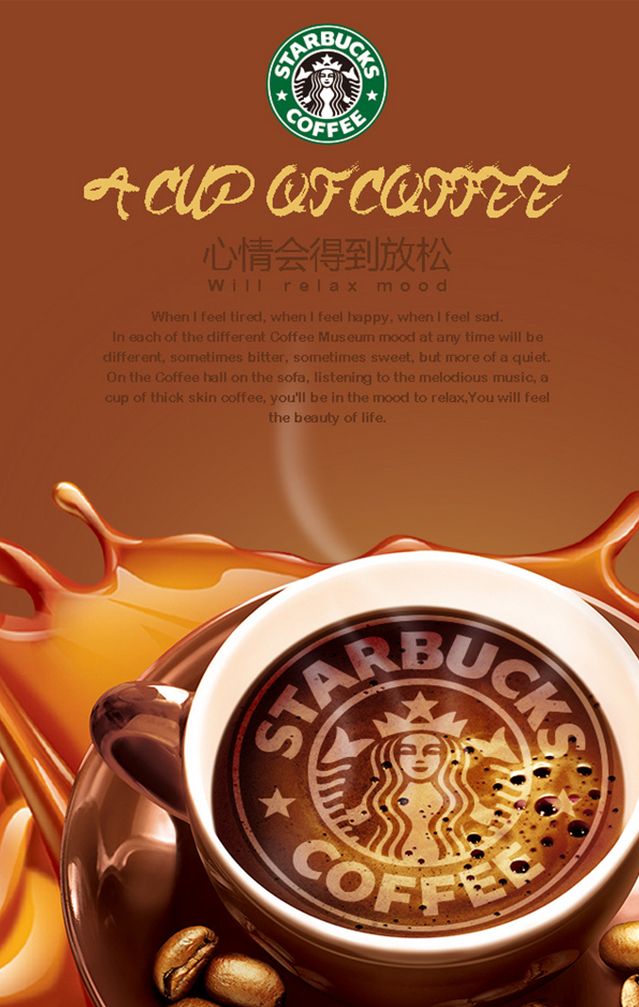 STARBUCKS
COFFEE
A CUP OF COFFEE
心情会得到放松
Will relax mood
When I feel tired, when I feel happy, when I feel sad.
In each of the different Coffee Museum mood at any time will be
different, sometimes bitter, sometimes sweet, but more of a quiet.
On the Coffee hall on the sofa, listening to the melodious music, a
cup of thick skin coffee, you'll be in the mood to relax,You will feel
the beauty of life.
STARBUCKS
COFFEE